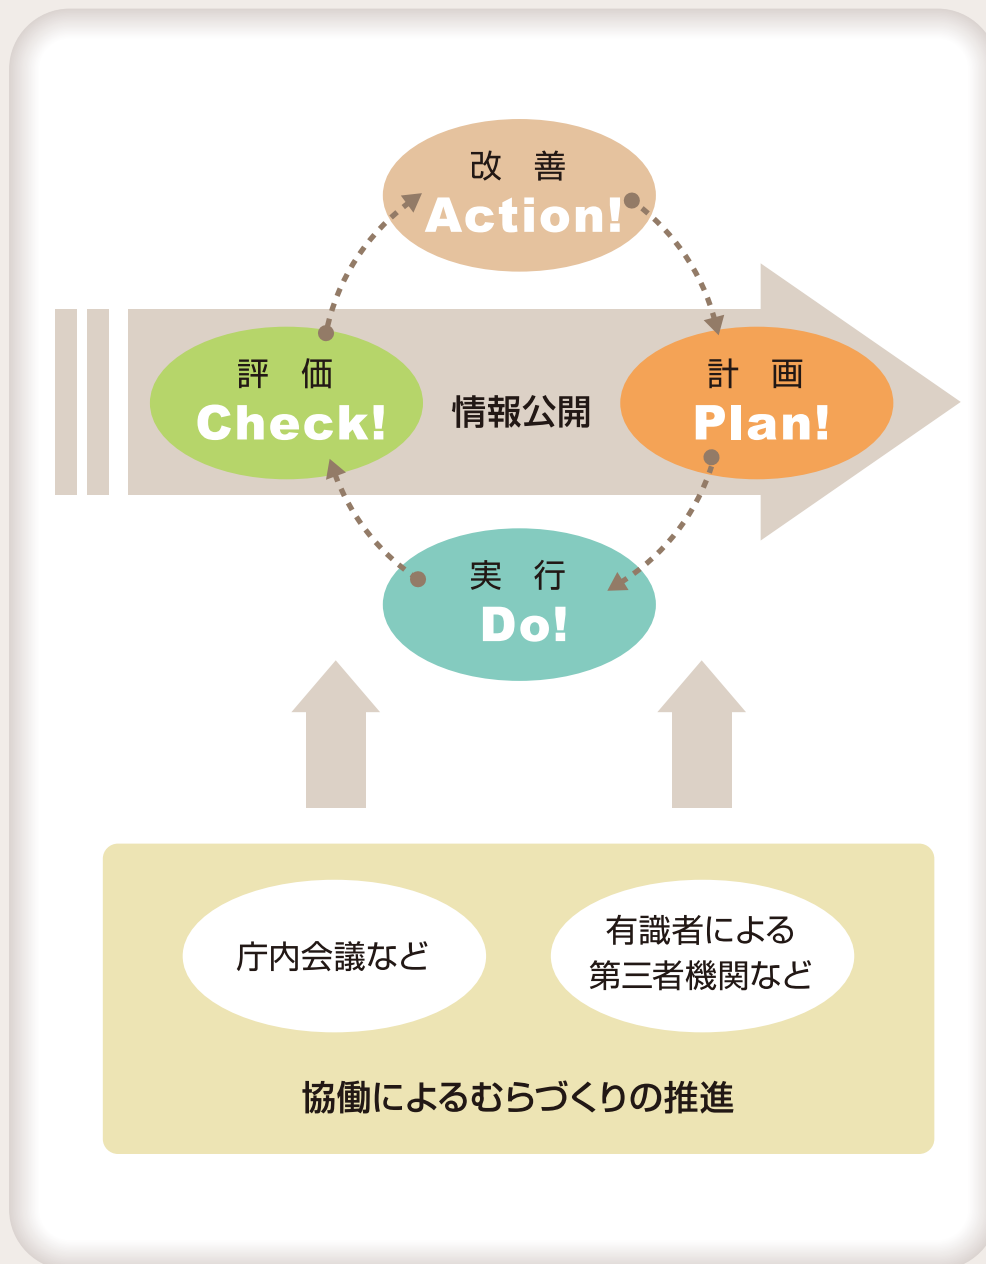 改　善
Action!
評　価
Check!
情報公開
計　画
Plan!
実　行
Do!
庁内会議など
有識者による
第三者機関など
協働によるむらづくりの推進